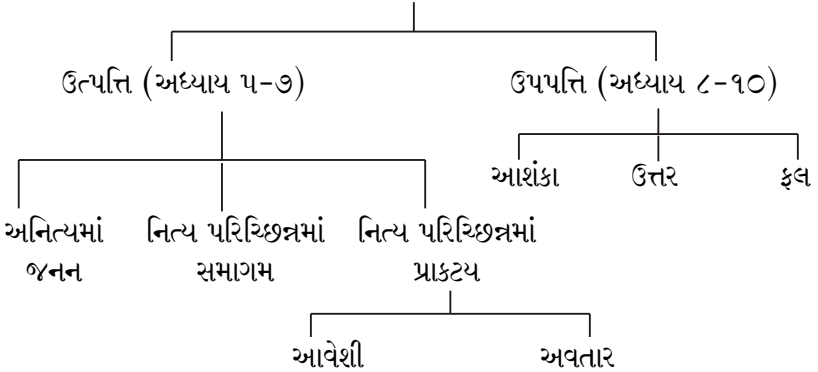 ઉત્પત્તિ (અધ્યાય ૫-૭) ઉપપત્તિ (અધ્યાય ૮-૧૦)
આશંકા ઉત્તર ફલ
અનિત્યમાં નિત્ય પરિચ્છિન્નમાં નિત્ય પરિચ્છિન્નમાં
જનન સમાગમ પ્રાકટય
આવેશી અવતાર